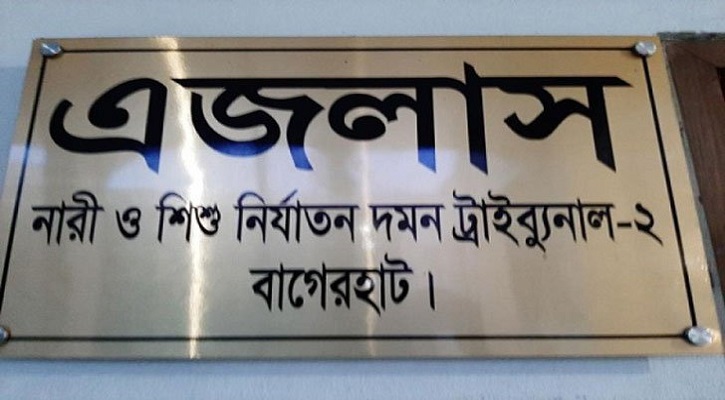 এজলাস
নারী ও শিশু নির্যাতন দমন ট্রাইব্যুনাল-২
বাগেরহাট।